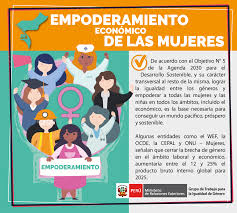 EMPODERAMIENTO
ECONÓMICO
DE LAS MUJERES
De acuerdo con el Objetivo N° 5
de la Agenda 2030 para el
Desarrollo Sostenible, y su carácter
transversal al resto de la misma, lograr
la igualdad entre los géneros y
empoderar a todas las mujeres y las
niñas en todos los ámbitos, incluido el
económico, es la base necesaria para
conseguir un mundo pacífico, próspero
y sostenible.
Algunas entidades como el WEF, la
OCDE, la CEPAL y ONU – Mujeres,
señalan que cerrar la brecha de género
en el ámbito laboral y económico,
aumentaría entre el 12 y 25% el
producto bruto interno global para
2025.
EMPODERAMIENTO
PERÚ
Ministerio
de Relaciones Exteriores
Grupo de Trabajo para
la Igualdad de Género